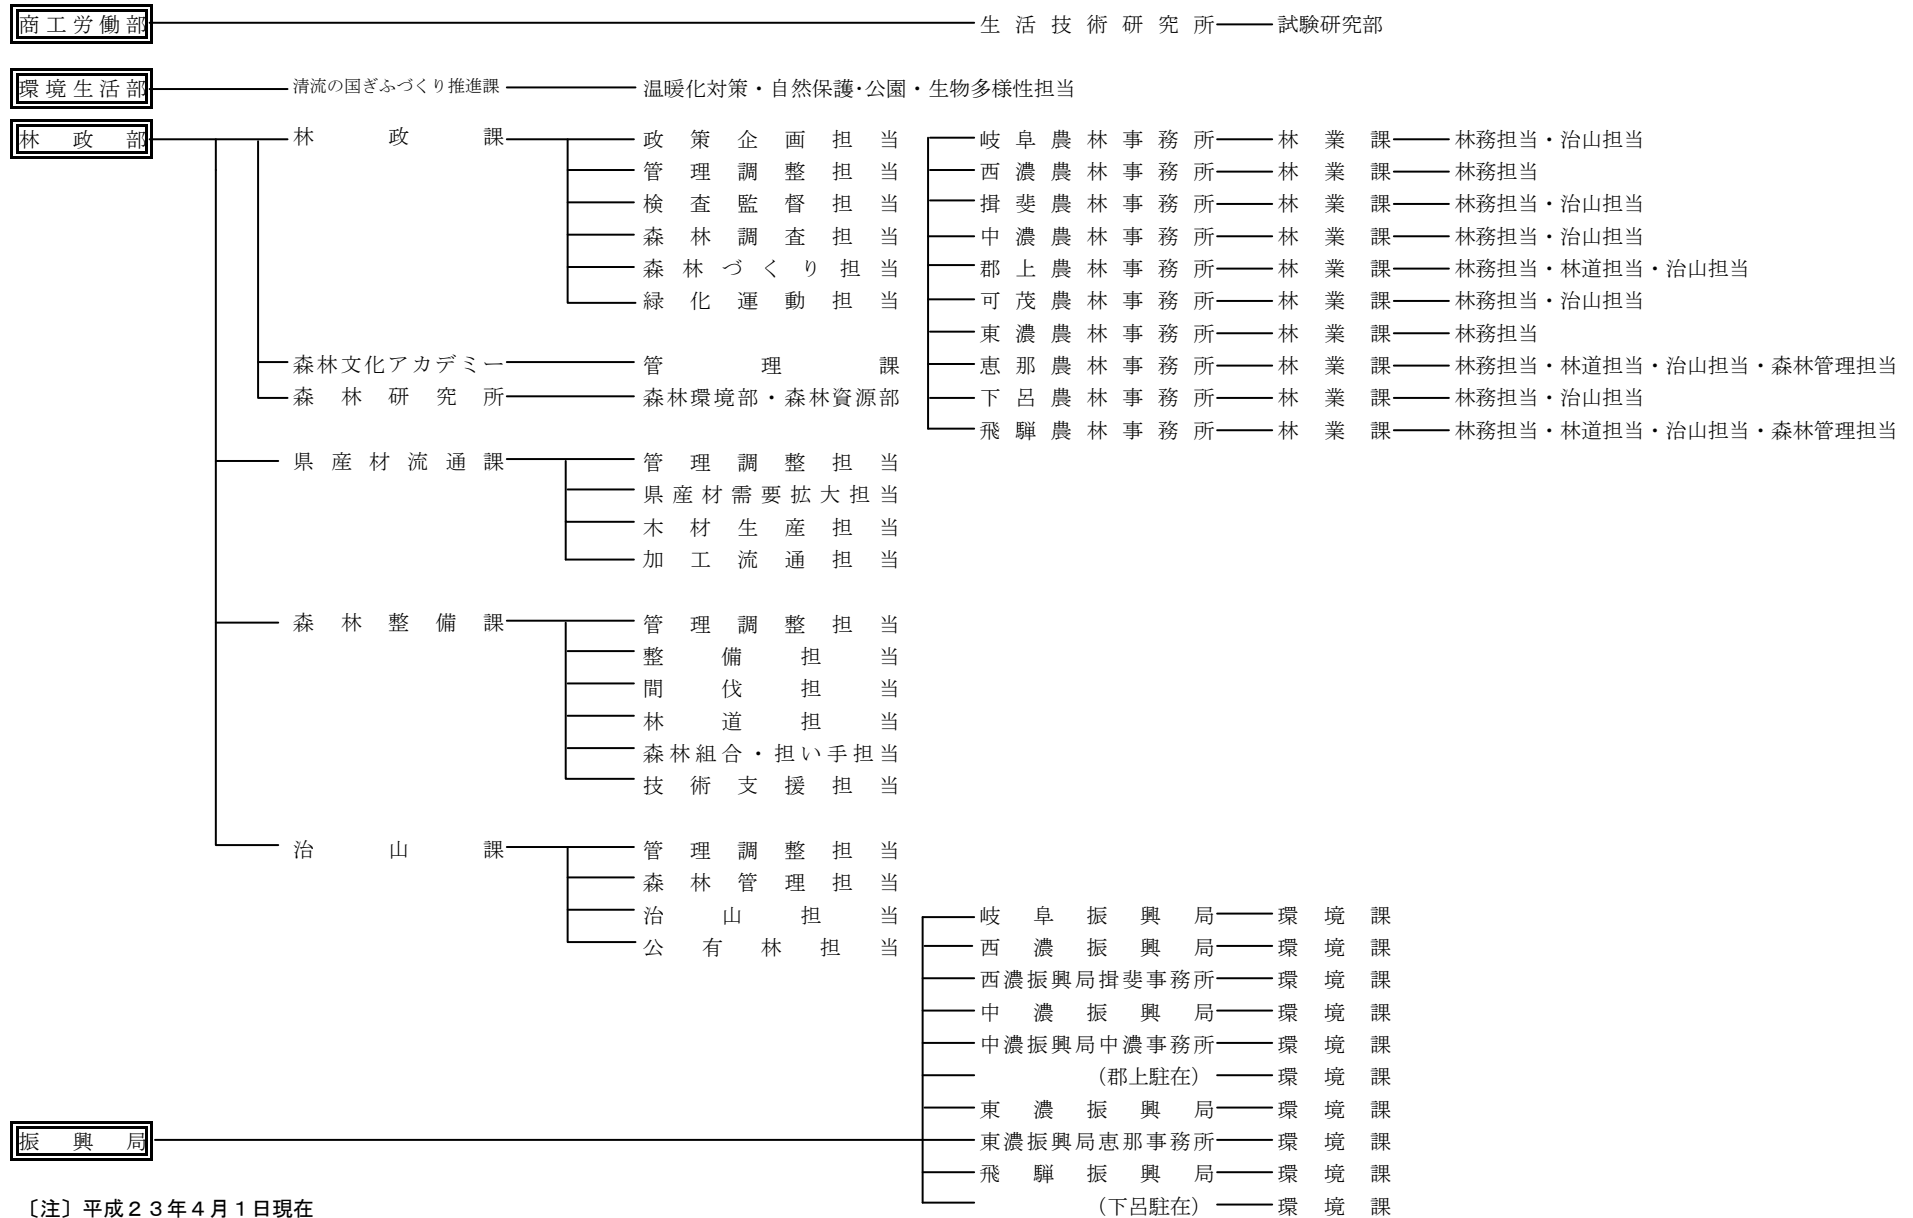 商工労働部 生活技術研究所 試験研究部
環境生活部 清流の国ぎふづくり推進課 温暖化対策・自然保護・公園・生物多様性担当
林政部 林政課 政策企画担当 岐阜農林事務所 林業課 林務担当・治山担当
管理調整担当 西濃農林事務所 林業課 林務担当
検査監督担当 揖斐農林事務所 林業課 林務担当・治山担当
森林調査担当 中濃農林事務所 林業課 林務担当・治山担当
森林づくり担当 郡上農林事務所 林業課 林務担当・林道担当・治山担当
緑化運動担当 可茂農林事務所 林業課 林務担当・治山担当
東濃農林事務所 林業課 林務担当
森林文化アカデミー 管理課 恵那農林事務所 林業課 林務担当・林道担当・治山担当・森林管理担当
森林研究所 森林環境部・森林資源部 下呂農林事務所 林業課 林務担当・治山担当
飛騨農林事務所 林業課 林務担当・林道担当・治山担当・森林管理担当
県産材流通課 管理調整担当
県産材需要拡大担当
木材生産担当
加工流通担当
森林整備課 管理調整担当
整備担当
間伐担当
林道担当
森林組合・担い手担当
技術支援担当
治山課 管理調整担当
森林管理担当
治山担当 岐阜振興局 環境課
公有林担当 西濃振興局 環境課
西濃振興局揖斐事務所 環境課
中濃振興局 環境課
中濃振興局中濃事務所 環境課
(郡上駐在) 環境課
東濃振興局 環境課
振興局 東濃振興局恵那事務所 環境課
飛騨振興局 環境課
(下呂駐在) 環境課
〔注〕平成23年4月1日現在